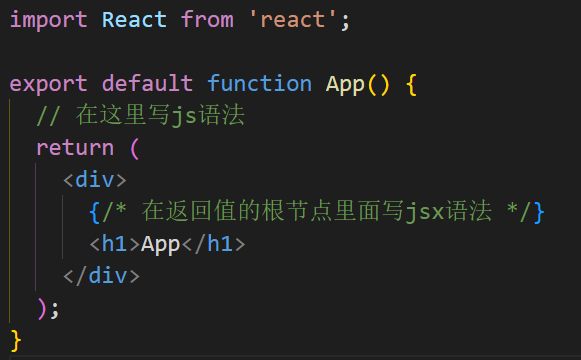 import React from 'react';
export default function App() {
// 在这里写js语法
return (
<div>
{/* 在返回值的根节点里面写jsx语法 */}
<h1>App</h1>
</div>
);
}